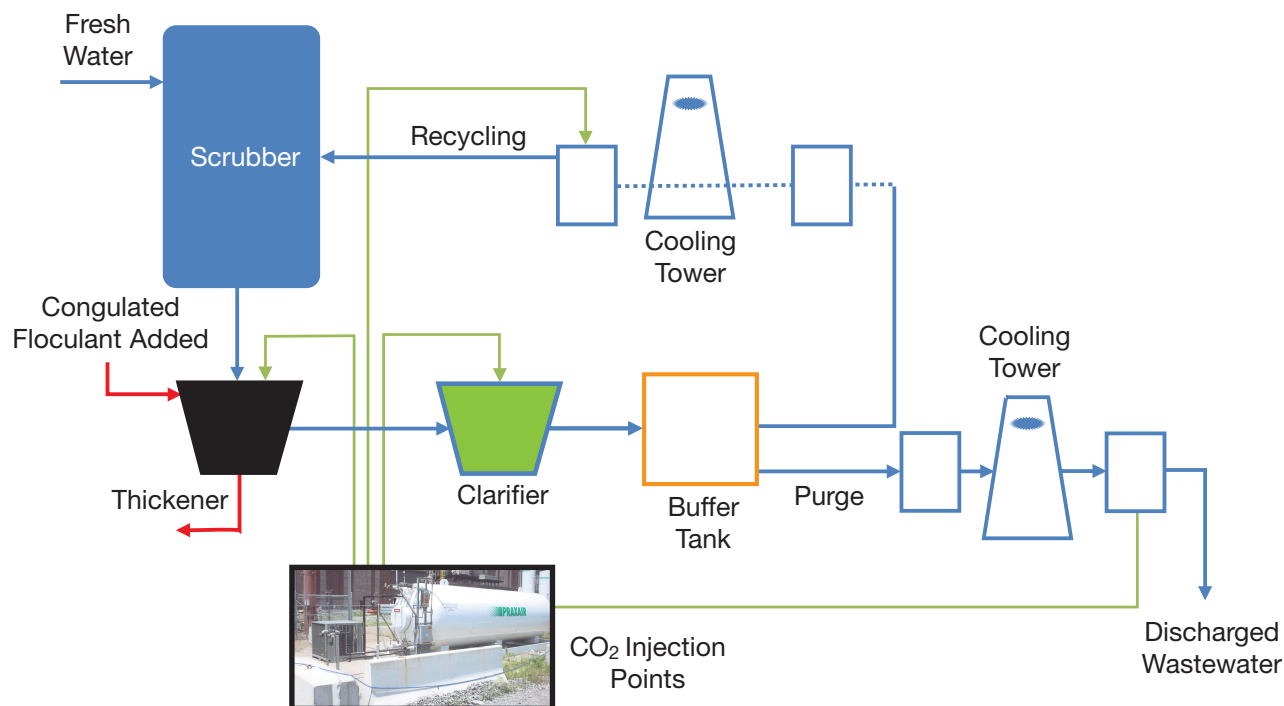 Fresh
Water
Scrubber
Recycling
Cooling
Tower
Congulated
Floculant Added
Cooling
Tower
Thickener
Clarifier
Buffer
Tank
Purge
PRAXAIR
CO₂ Injection
Points
Discharged
Wastewater